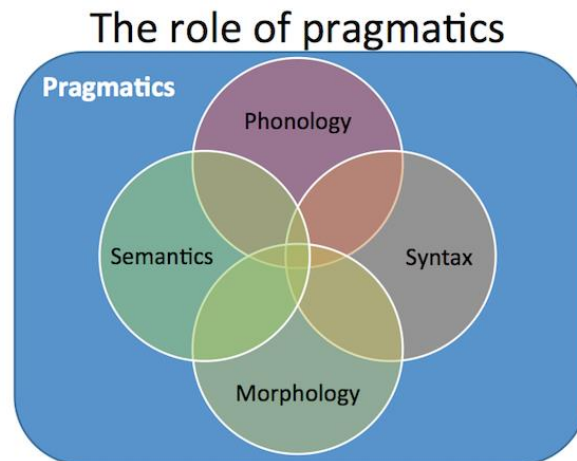 The role of pragmatics
Pragmatics
Phonology
Semantics
Syntax
Morphology